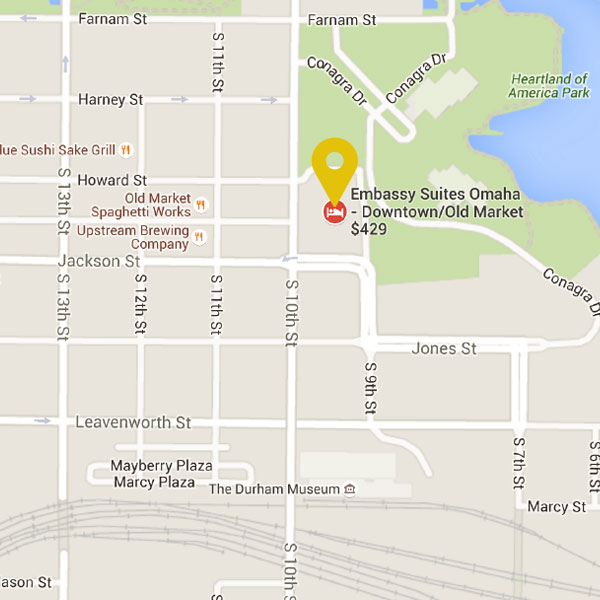 Farnam St
Farnam St
S 11th St
Conagra Dr
Conagra Dr
Heartland of
America Park
Harney St
lue Sushi Sake Grill
Howard St
S 13th St
Old Market
Spaghetti Works
Embassy Suites Omaha
- Downtown/Old Market
$429
Upstream Brewing
Company
Jackson St
Conagra Dr
S 13th St
S 12th St
S 11th St
S 10th St
Jones St
S 9th St
Leavenworth St
S 7th St
S 6th St
Mayberry Plaza
Marcy Plaza
The Durham Museum
Marcy St
S 10th St
ason St